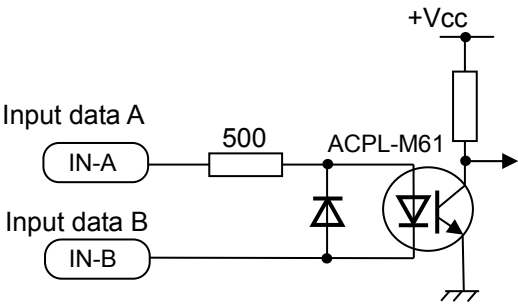 +Vcc
Input data A
500
ACPL-M61
IN-A
Input data B
IN-B